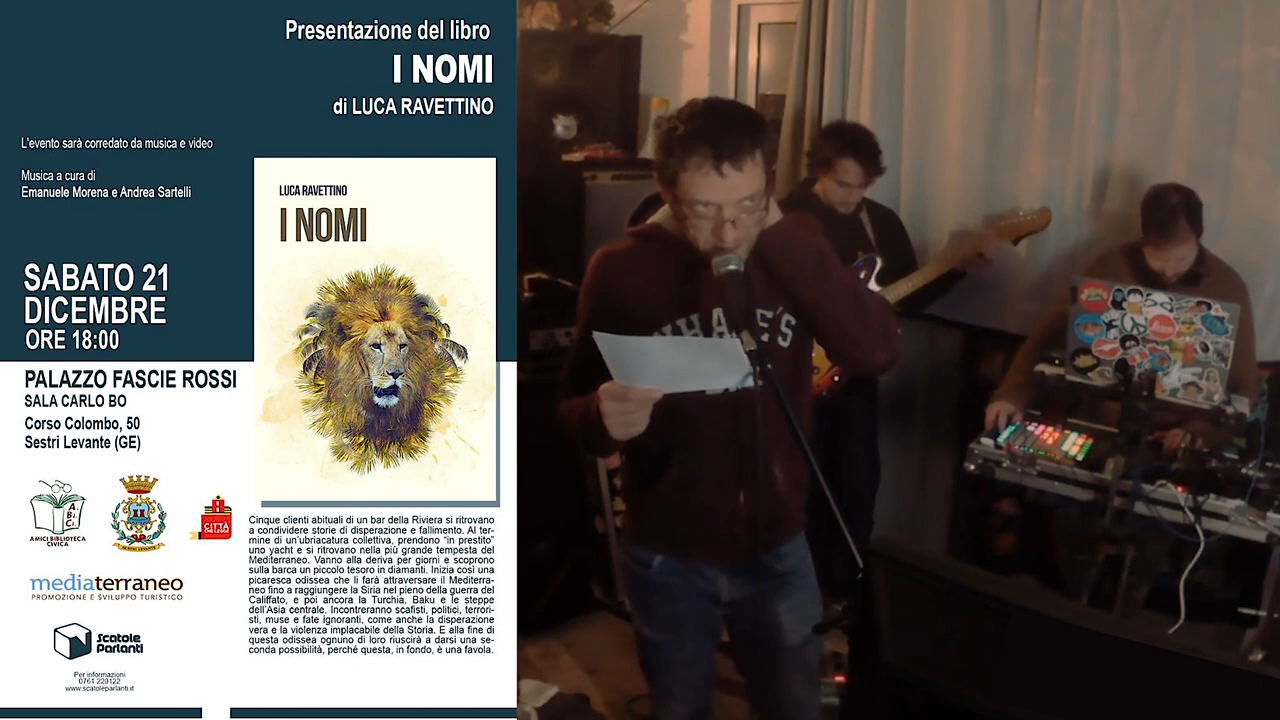 Presentazione del libro
I NOMI
di LUCA RAVETTINO
L'evento sarà corredato da musica e video
Musica a cura di
Emanuele Morena e Andrea Sartelli
SABATO 21
DICEMBRE
ORE 18:00
LUCA RAVETTINO
I NOMI
PALAZZO FASCIE ROSSI
SALA CARLO BO
Corso Colombo, 50
Sestri Levante (GE)
A.B.C.
AMICI BIBLIOTECA
CIVICA
SESTRI LEVANTE
CITTÀ
CHE LEGGE
mediaterraneo
PROMOZIONE E SVILUPPO TURISTICO
Scatole
Parlanti
Per informazioni
0761 220122
www.scatoleparlanti.it
Cinque clienti abituali di un bar della Riviera si ritrovano
a condividere storie di disperazione e fallimento. Al ter-
mine di un'ubriacatura collettiva, prendono "in prestito"
uno yacht e si ritrovano nella più grande tempesta del
Mediterraneo. Vanno alla deriva per giorni e scoprono
sulla barca un piccolo tesoro in diamanti. Inizia così una
picaresca odissea che li farà attraversare il Mediterra-
neo fino a raggiungere la Siria nel pieno della guerra del
Califfato, e poi ancora la Turchia, Baku e le steppe
dell'Asia centrale. Incontreranno scafisti, politici, terrori-
sti, muse e fate ignoranti, come anche la disperazione
vera e la violenza implacabile della Storia. E alla fine di
questa odissea ognuno di loro riuscirà a darsi una se-
conda possibilità, perché questa, in fondo, è una favola.